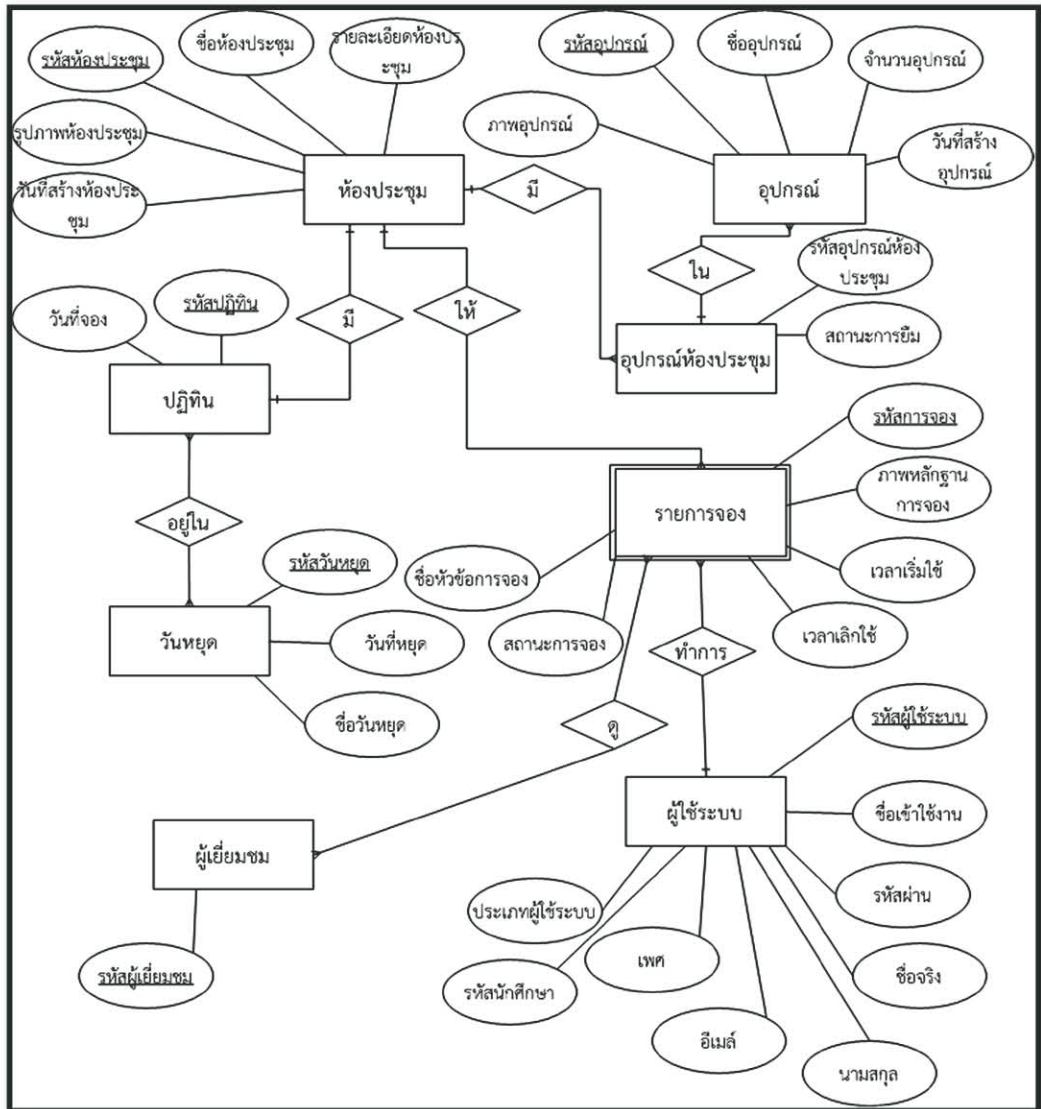 รหัสห้องประชุม
ชื่อห้องประชุม
รายละเอียดห้องประ
ะชุม
รูปภาพห้องประชุม
วันที่สร้างห้องประ
ชุม
ห้องประชุม
มี
รหัสอุปกรณ์
ชื่ออุปกรณ์
จำนวนอุปกรณ์
ภาพอุปกรณ์
วันที่สร้าง
อุปกรณ์
อุปกรณ์
ใน
รหัสอุปกรณ์ห้อง
ประชุม
สถานะการยืม
อุปกรณ์ห้องประชุม
วันที่จอง
รหัสปฏิทิน
มี
ให้
ปฏิทิน
อยู่ใน
รหัสวันหยุด
วันหยุด
วันที่หยุด
ชื่อวันหยุด
รหัสการจอง
ภาพหลักฐาน
การจอง
รายการจอง
เวลาเริ่มใช้
ชื่อหัวข้อการจอง
สถานะการจอง
เวลาเลิกใช้
ทำการ
ดู
รหัสผู้ใช้ระบบ
ผู้ใช้ระบบ
ชื่อเข้าใช้งาน
ผู้เยี่ยมชม
รหัสผู้เยี่ยมชม
รหัสผ่าน
ประเภทผู้ใช้ระบบ
เพศ
รหัสนักศึกษา
ชื่อจริง
อีเมล์
นามสกุล